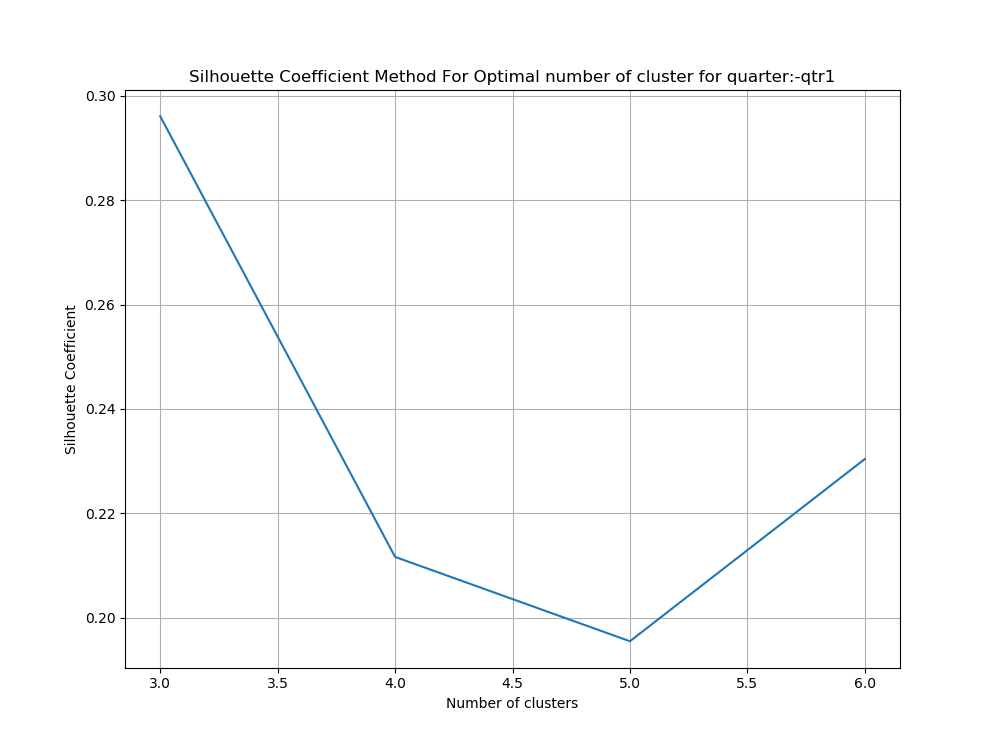 Silhouette Coefficient Method For Optimal number of cluster for quarter:-qtr1
0.30
0.28
0.26
0.24
0.22
0.20
Silhouette Coefficient
3.0 3.5 4.0 4.5 5.0 5.5 6.0
Number of clusters